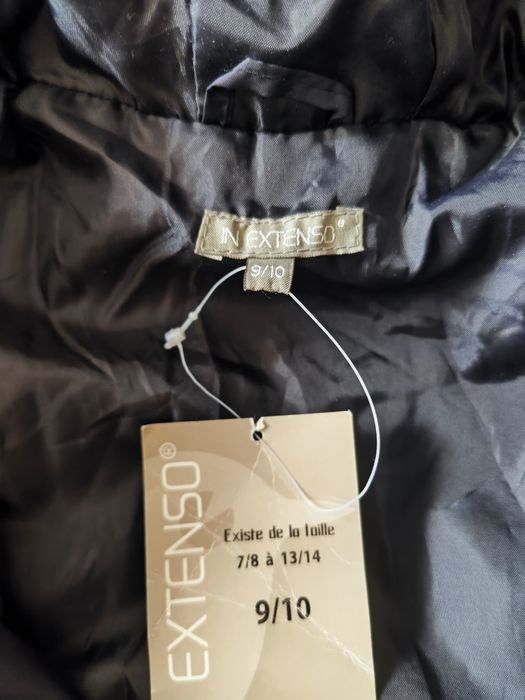 IN EXTENSO®
9/10
EXTENSO®
Existe de la taille
7/8 à 13/14
9/10